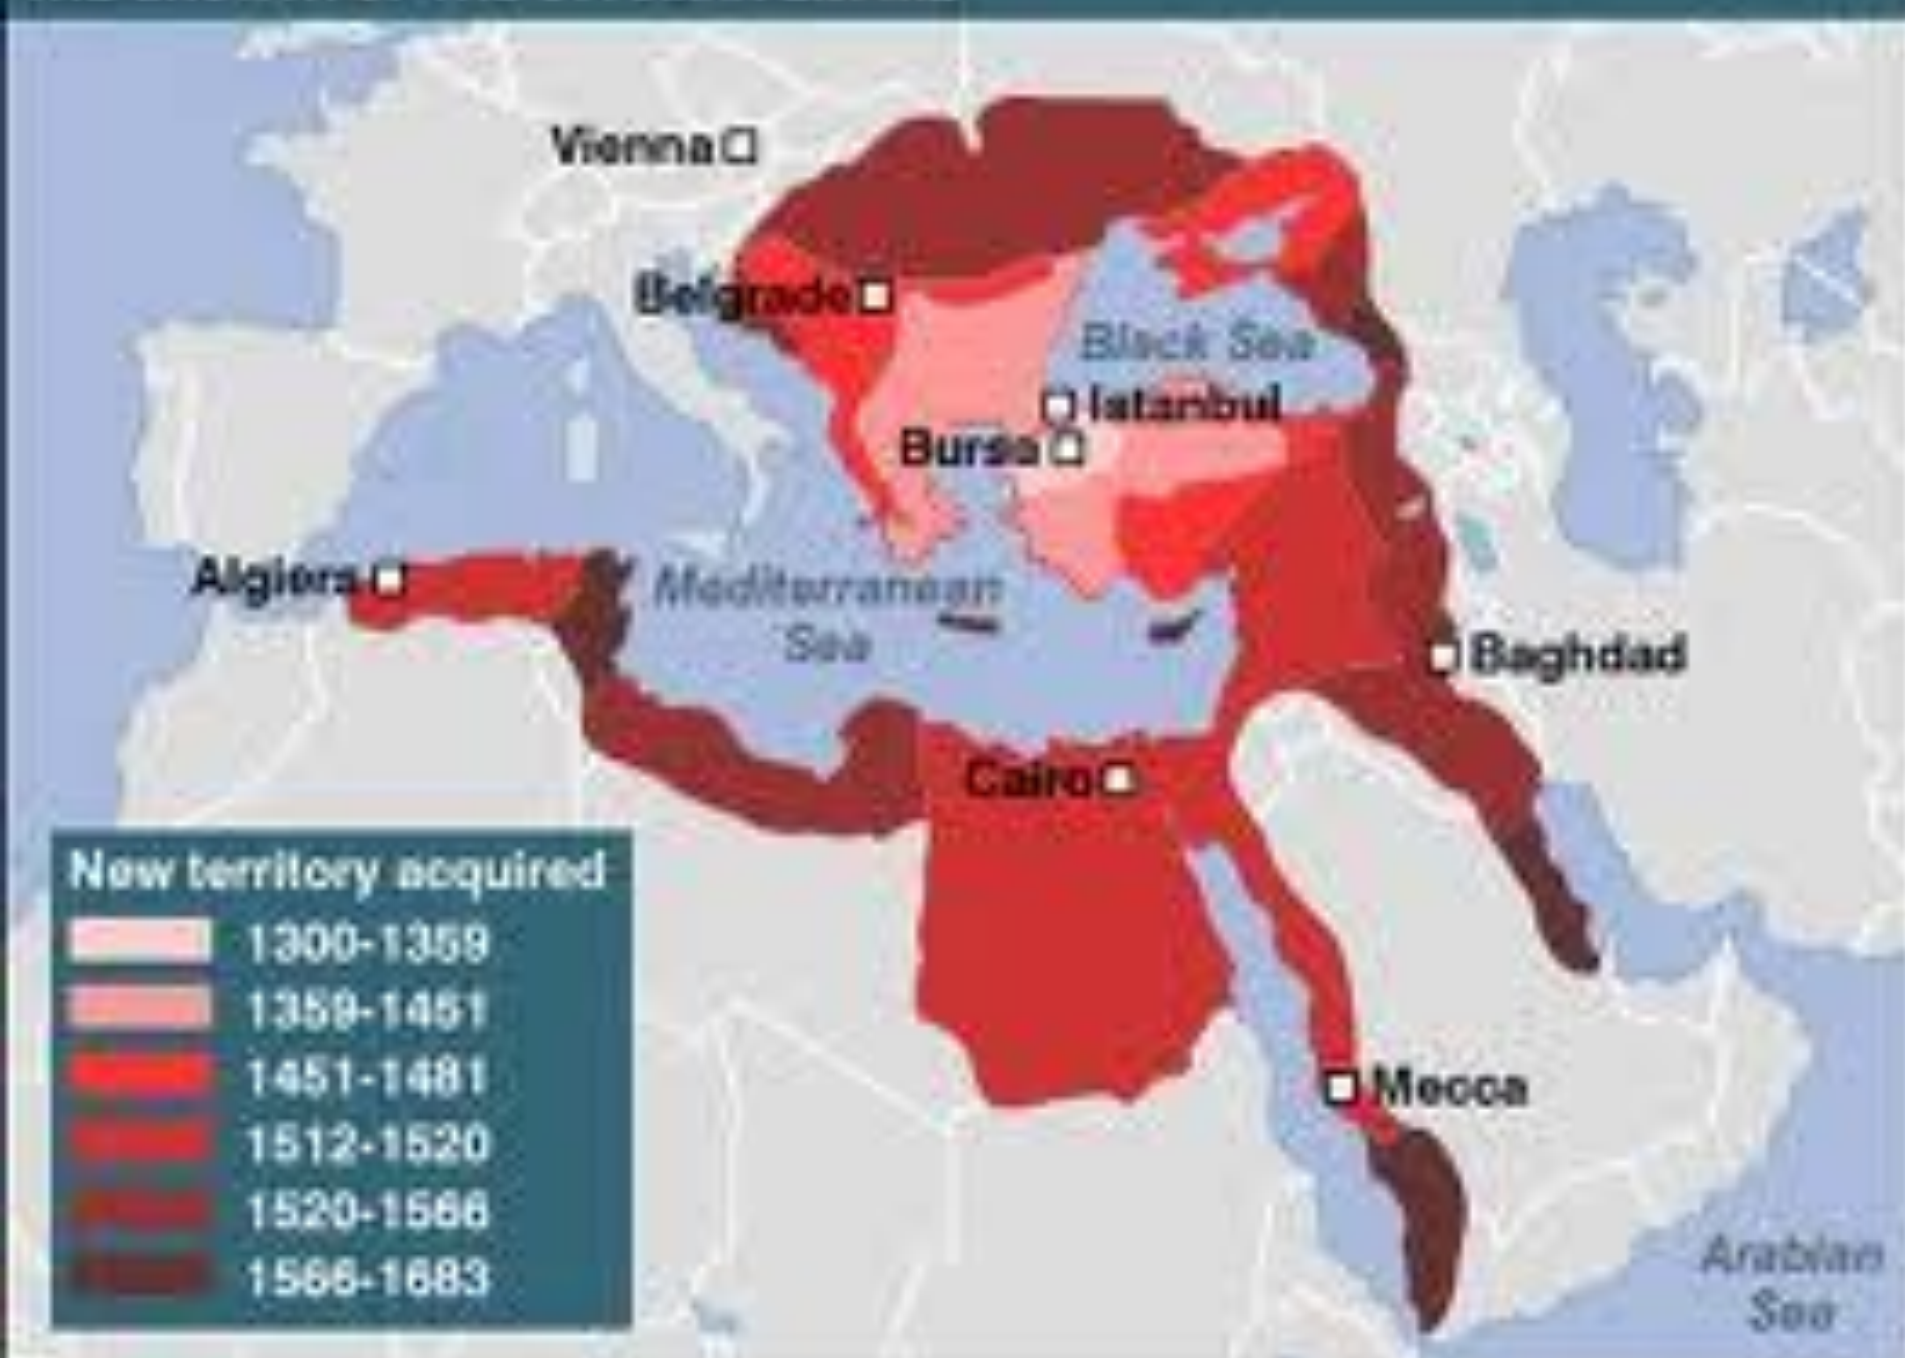 Vienna
Belgrade
Black Sea
Istanbul
Bursa
Algiers
Mediterranean
Sea
Baghdad
Cairo
New territory acquired
1300-1359
1359-1451
1451-1481
1512-1520
1520-1566
1566-1683
Mecca
Arabian
Sea